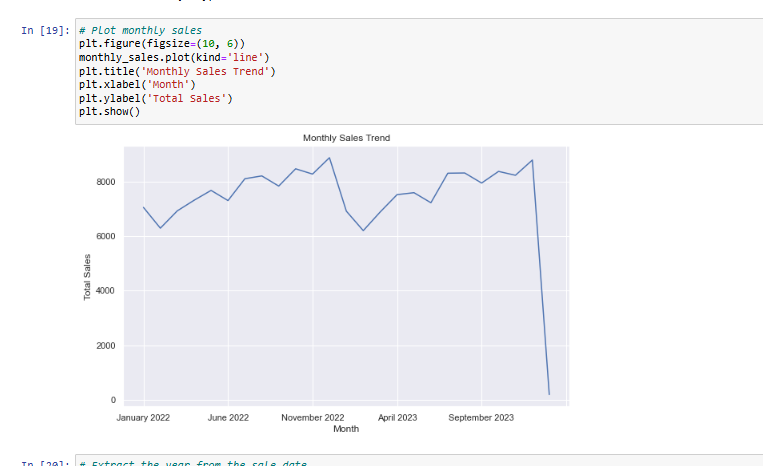 In [19]: # Plot monthly sales
plt.figure(figsize=(10, 6))
monthly_sales.plot(kind='line')
plt.title('Monthly Sales Trend')
plt.xlabel('Month')
plt.ylabel('Total Sales')
plt.show()
Monthly Sales Trend
8000
6000
4000
2000
0
Total Sales
January 2022 June 2022 November 2022 April 2023 September 2023
Month
In [20]: # Extract the year from the sale date